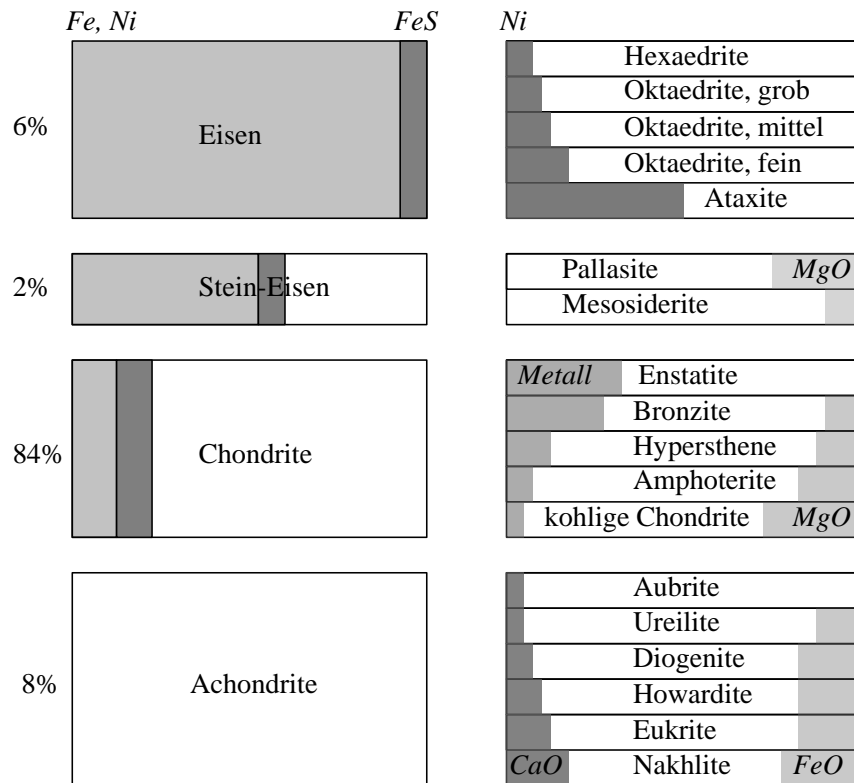 Fe, Ni FeS Ni
6%
Eisen
Hexaedrite
Oktaedrite, grob
Oktaedrite, mittel
Oktaedrite, fein
Ataxite
2%
Stein-Eisen
Pallasite MgO
Mesosiderite
84%
Chondrite
Metall Enstatite
Bronzite
Hypersthene
Amphoterite
kohlige Chondrite MgO
8%
Achondrite
Aubrite
Ureilite
Diogenite
Howardite
Eukrite
CaO Nakhlite FeO